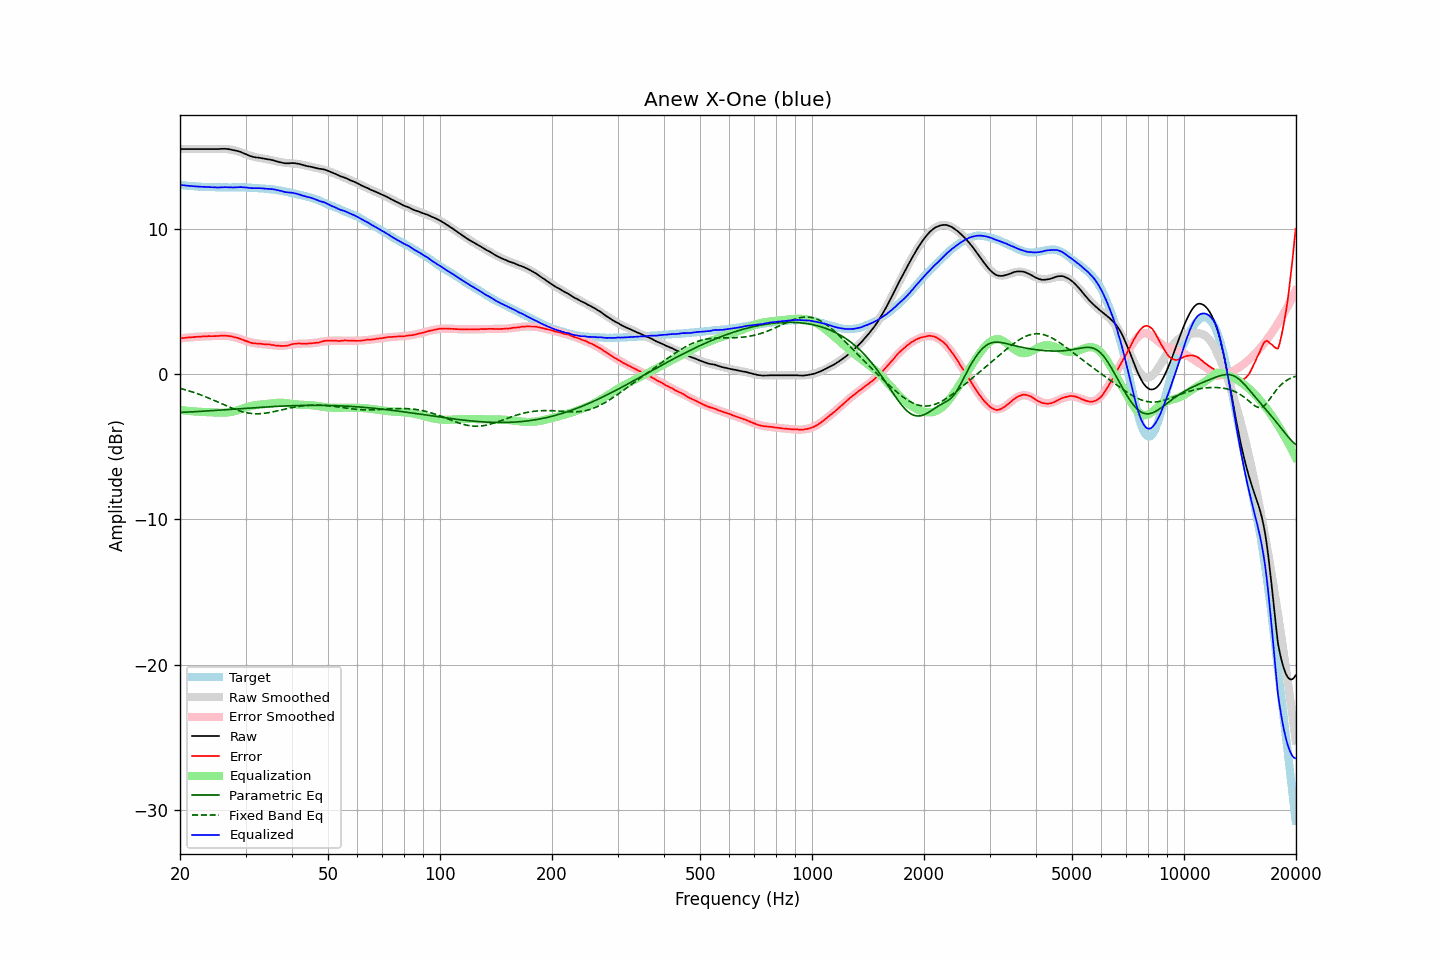 Anew X-One (blue)
Amplitude (dBr)
10
0
−10
−20
−30
Target
Raw Smoothed
Error Smoothed
Raw
Error
Equalization
Parametric Eq
Fixed Band Eq
Equalized
20 50 100 200 500 1000 2000 5000 10000 20000
Frequency (Hz)